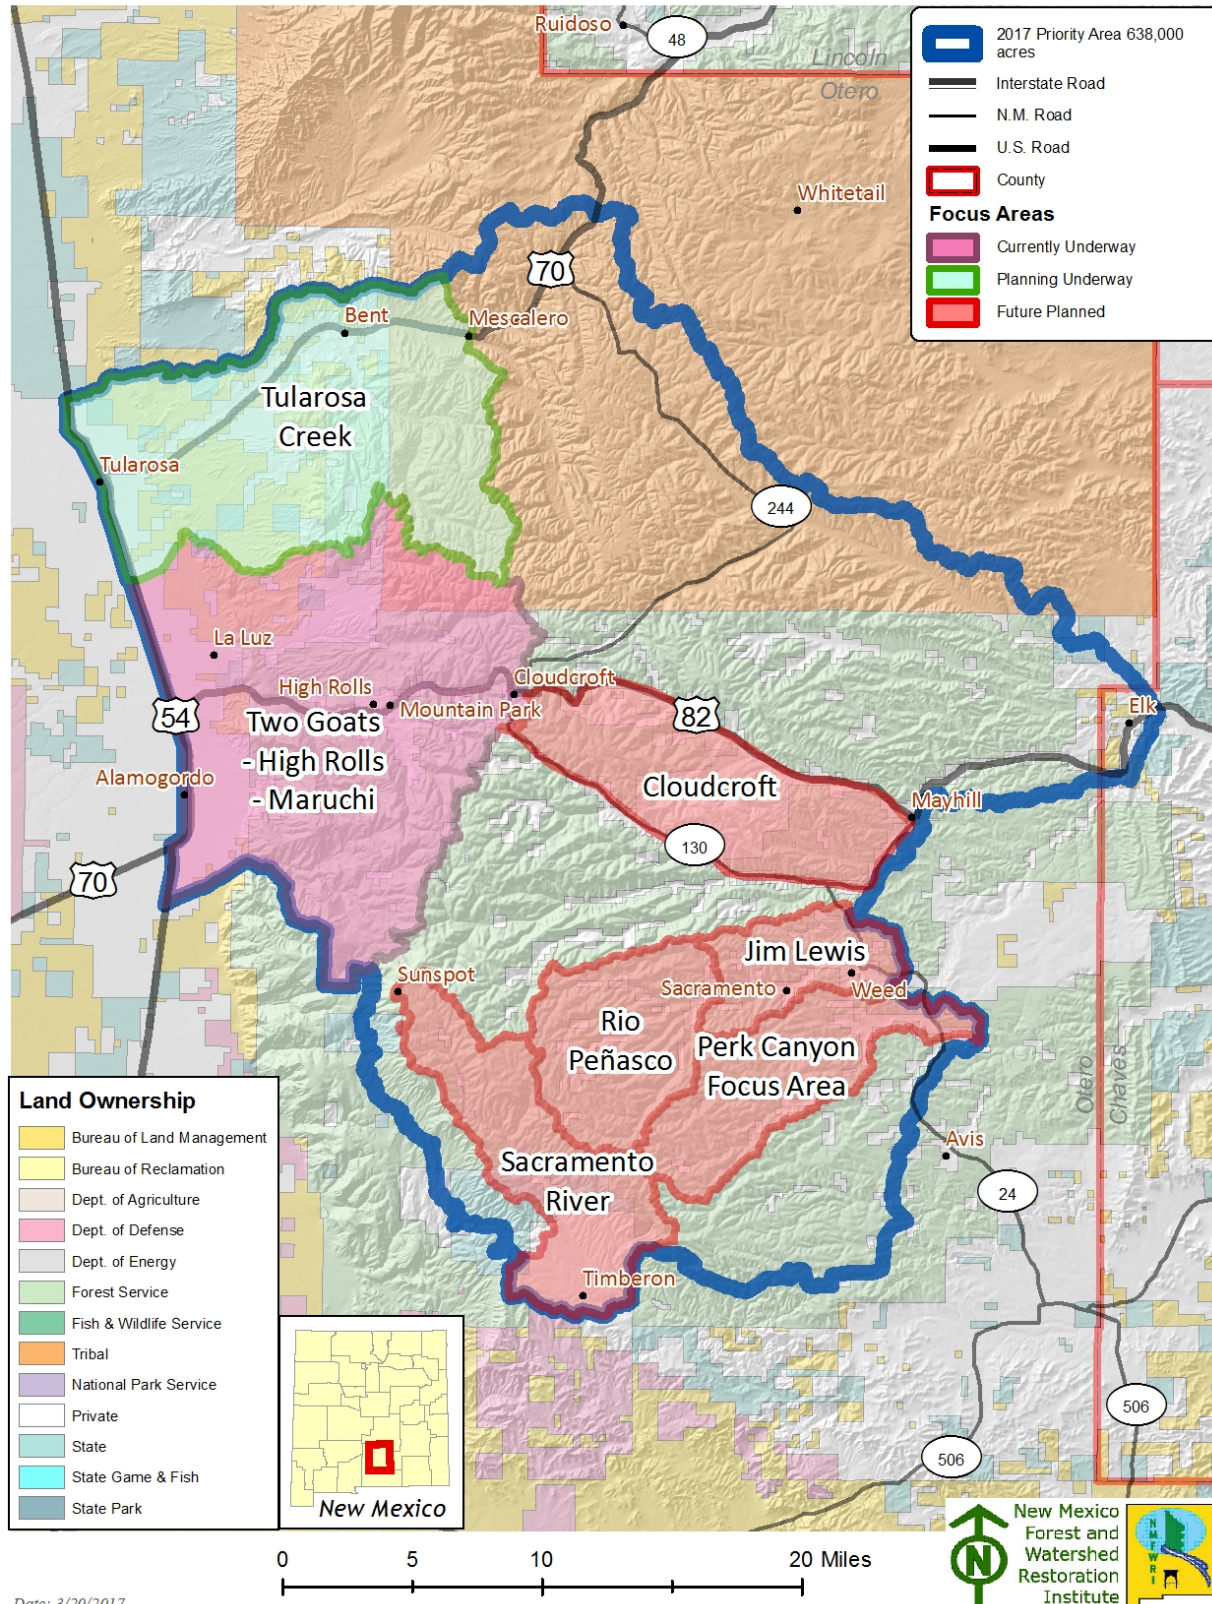 Ruidoso
48
Lincoln
Otero
2017 Priority Area 638,000
acres
Interstate Road
N.M. Road
U.S. Road
County
Focus Areas
Currently Underway
Planning Underway
Future Planned
Whitetail
70
Bent
Mescalero
Tularosa
Creek
Tularosa
244
La Luz
Cloudcroft
High Rolls
Mountain Park
54
82
Elk
Two Goats
- High Rolls
- Maruchi
Alamogordo
Cloudcroft
Mayhill
130
70
Jim Lewis
Sunspot
Sacramento
Weed
Rio
Peñasco
Perk Canyon
Focus Area
Otero
Chaves
Avis
Sacramento
River
24
Timberon
506
506
Land Ownership
Bureau of Land Management
Bureau of Reclamation
Dept. of Agriculture
Dept. of Defense
Dept. of Energy
Forest Service
Fish & Wildlife Service
Tribal
National Park Service
Private
State
State Game & Fish
State Park
New Mexico
N
New Mexico
Forest and
Watershed
Restoration
Institute
NMFWRI
0 5 10 20 Miles
Date: 3/20/2017